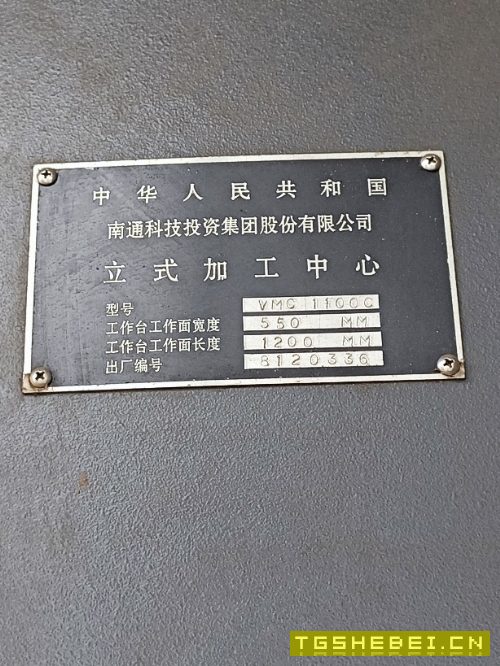 中华人民共和国
南通科技投资集团股份有限公司
立式加工中心
型号 VMC 1100C
工作台工作面宽度 550 MM
工作台工作面长度 1200 MM
出厂编号 8120336
TGSHEBEI.CN